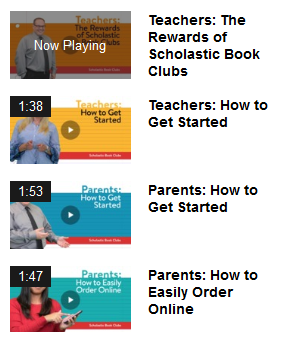 Teachers:
The Rewards
of Scholastic
Book Clubs
Now Playing
Scholastic Book Clubs
Teachers: The
Rewards of
Scholastic Book
Clubs
1:38
Teachers:
How to
Get Started
Scholastic Book Clubs
Teachers: How to
Get Started
1:53
Parents:
How to
Get Started
Scholastic Book Clubs
Parents: How to
Get Started
1:47
Parents:
How to Easily
Order Online
Scholastic Book Clubs
Parents: How to
Easily Order
Online